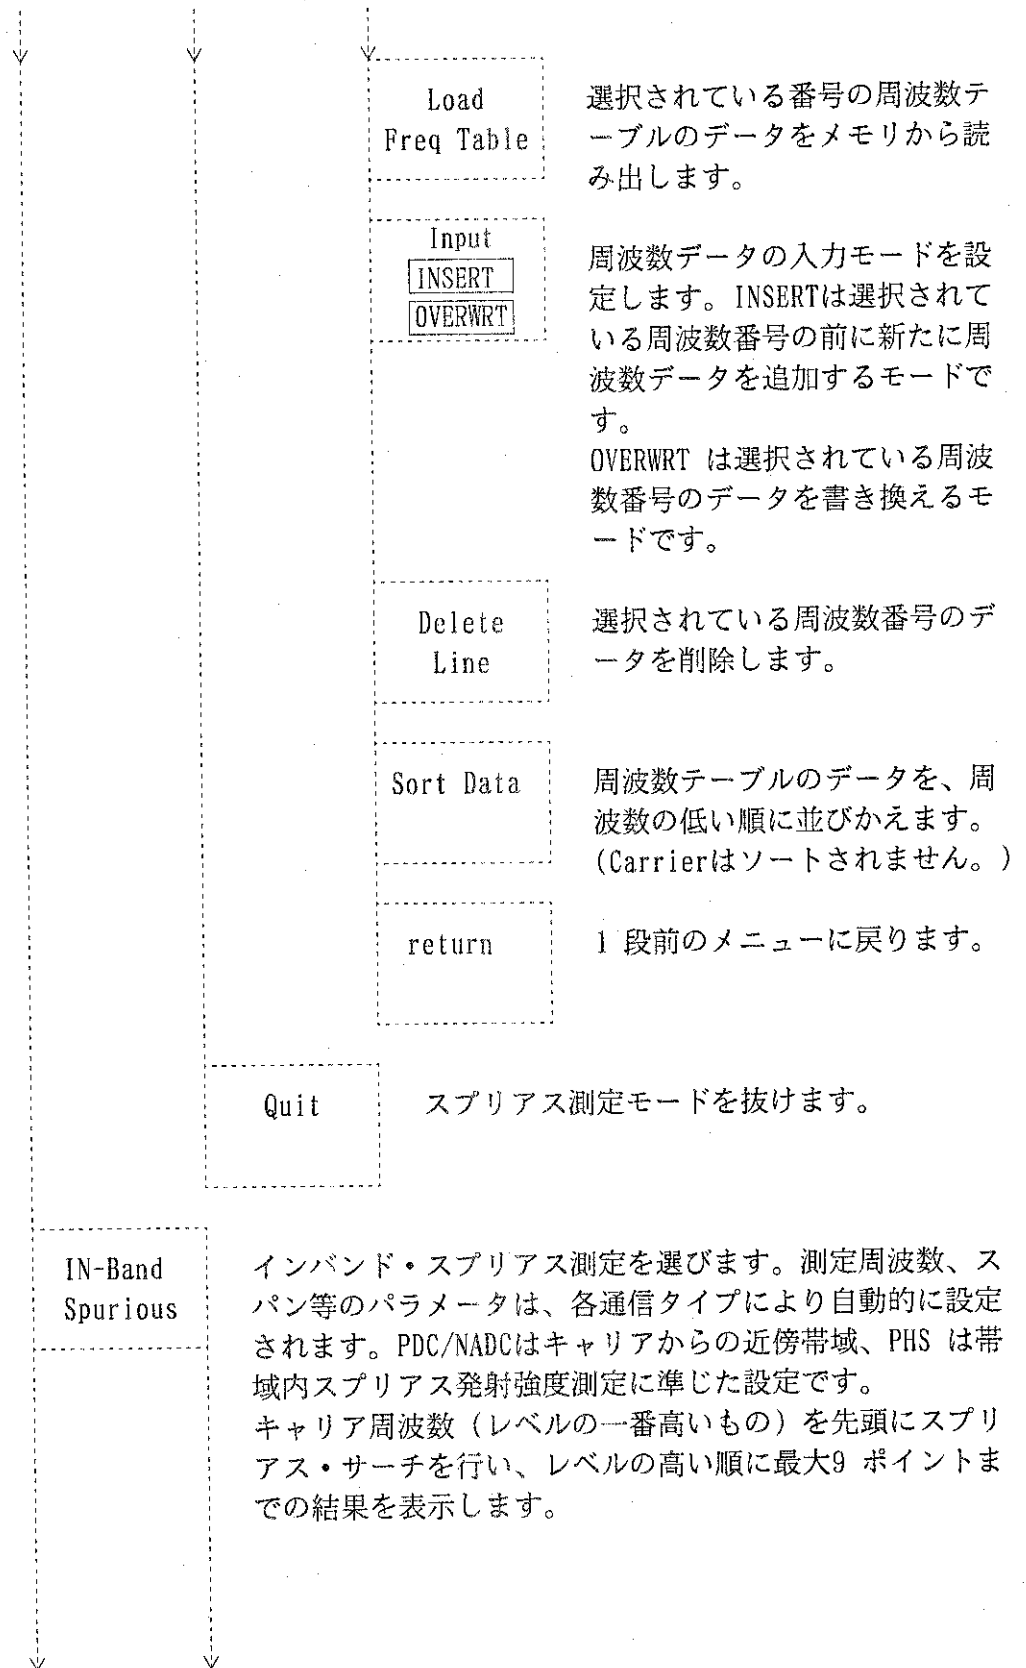 Load
Freq Table
選択されている番号の周波数テ
ーブルのデータをメモリから読
み出します。
Input
INSERT
OVERWRT
周波数データの入力モードを設
定します。INSERTは選択されて
いる周波数番号の前に新たに周
波数データを追加するモードで
す。
OVERWRT は選択されている周波
数番号のデータを書き換えるモ
ードです。
Delete
Line
選択されている周波数番号のデ
ータを削除します。
Sort Data
周波数テーブルのデータを、周
波数の低い順に並びかえます。
(Carrierはソートされません。)
return
1 段前のメニューに戻ります。
Quit
スプリアス測定モードを抜けます。
IN-Band
Spurious
インバンド・スプリアス測定を選びます。測定周波数、ス
パン等のパラメータは、各通信タイプにより自動的に設定
されます。PDC/NADCはキャリアからの近傍帯域、PHS は帯
域内スプリアス発射強度測定に準じた設定です。
キャリア周波数（レベルの一番高いもの）を先頭にスプリ
アス・サーチを行い、レベルの高い順に最大9 ポイントま
での結果を表示します。